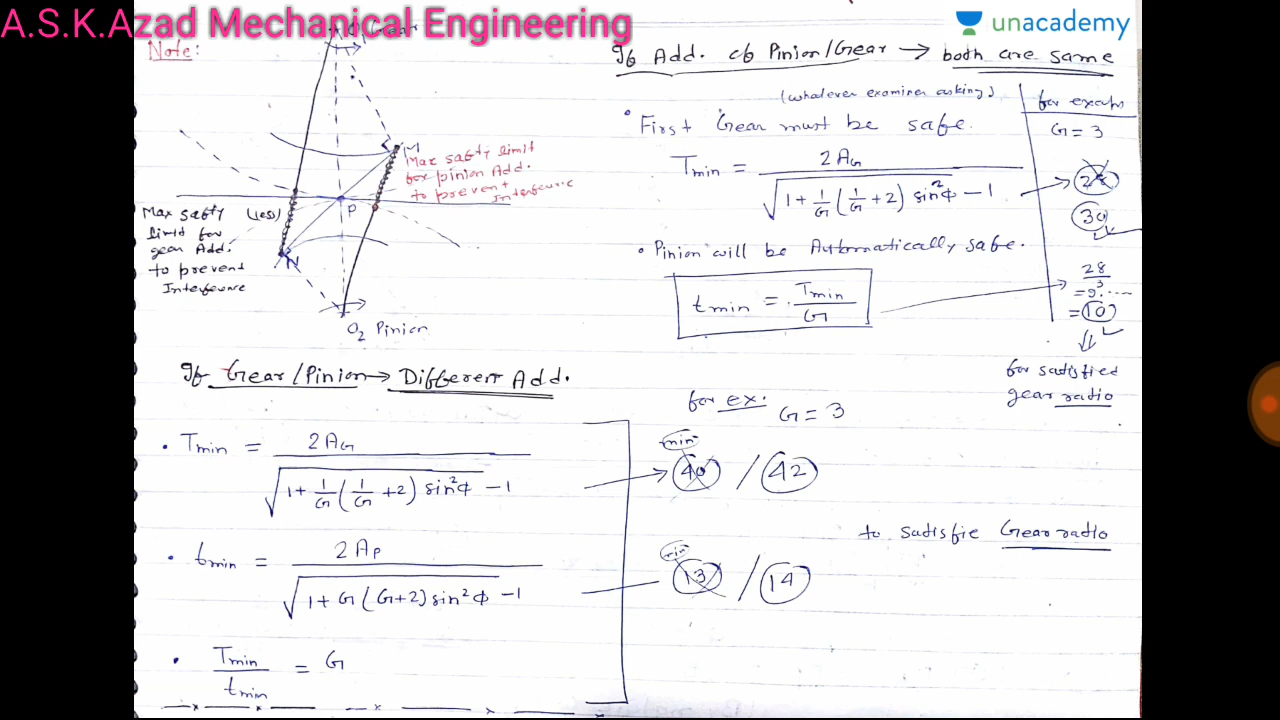 A.S.K.Azad Mechanical Engineering
unacademy
Note:
Gear
M
Max safty limit
for pinion Add.
to prevent
Interference
P
Max safty (less)
limit for
gear Add.
to prevent
Interference
N
O2 Pinion
If Add. of Pinion/Gear → both are same
(whatever examiner asking)
• First Gear must be safe.
Tmin = 2AG / √(1 + 1/G (1/G + 2) sin²φ) - 1
• Pinion will be Automatically safe.
tmin = Tmin / G
for examp
G = 3
28
30
28/3
= 9.3....
= 10
⇓
for satisfied
gear ratio
If Gear/Pinion → Different Add.
• Tmin = 2AG / √(1 + 1/G (1/G + 2) sin²φ) - 1
• tmin = 2AP / √(1 + G (G+2) sin²φ) - 1
• Tmin / tmin = G
for ex: G = 3
min
40 / 42
min
13 / 14
to satisfie Gear ratio